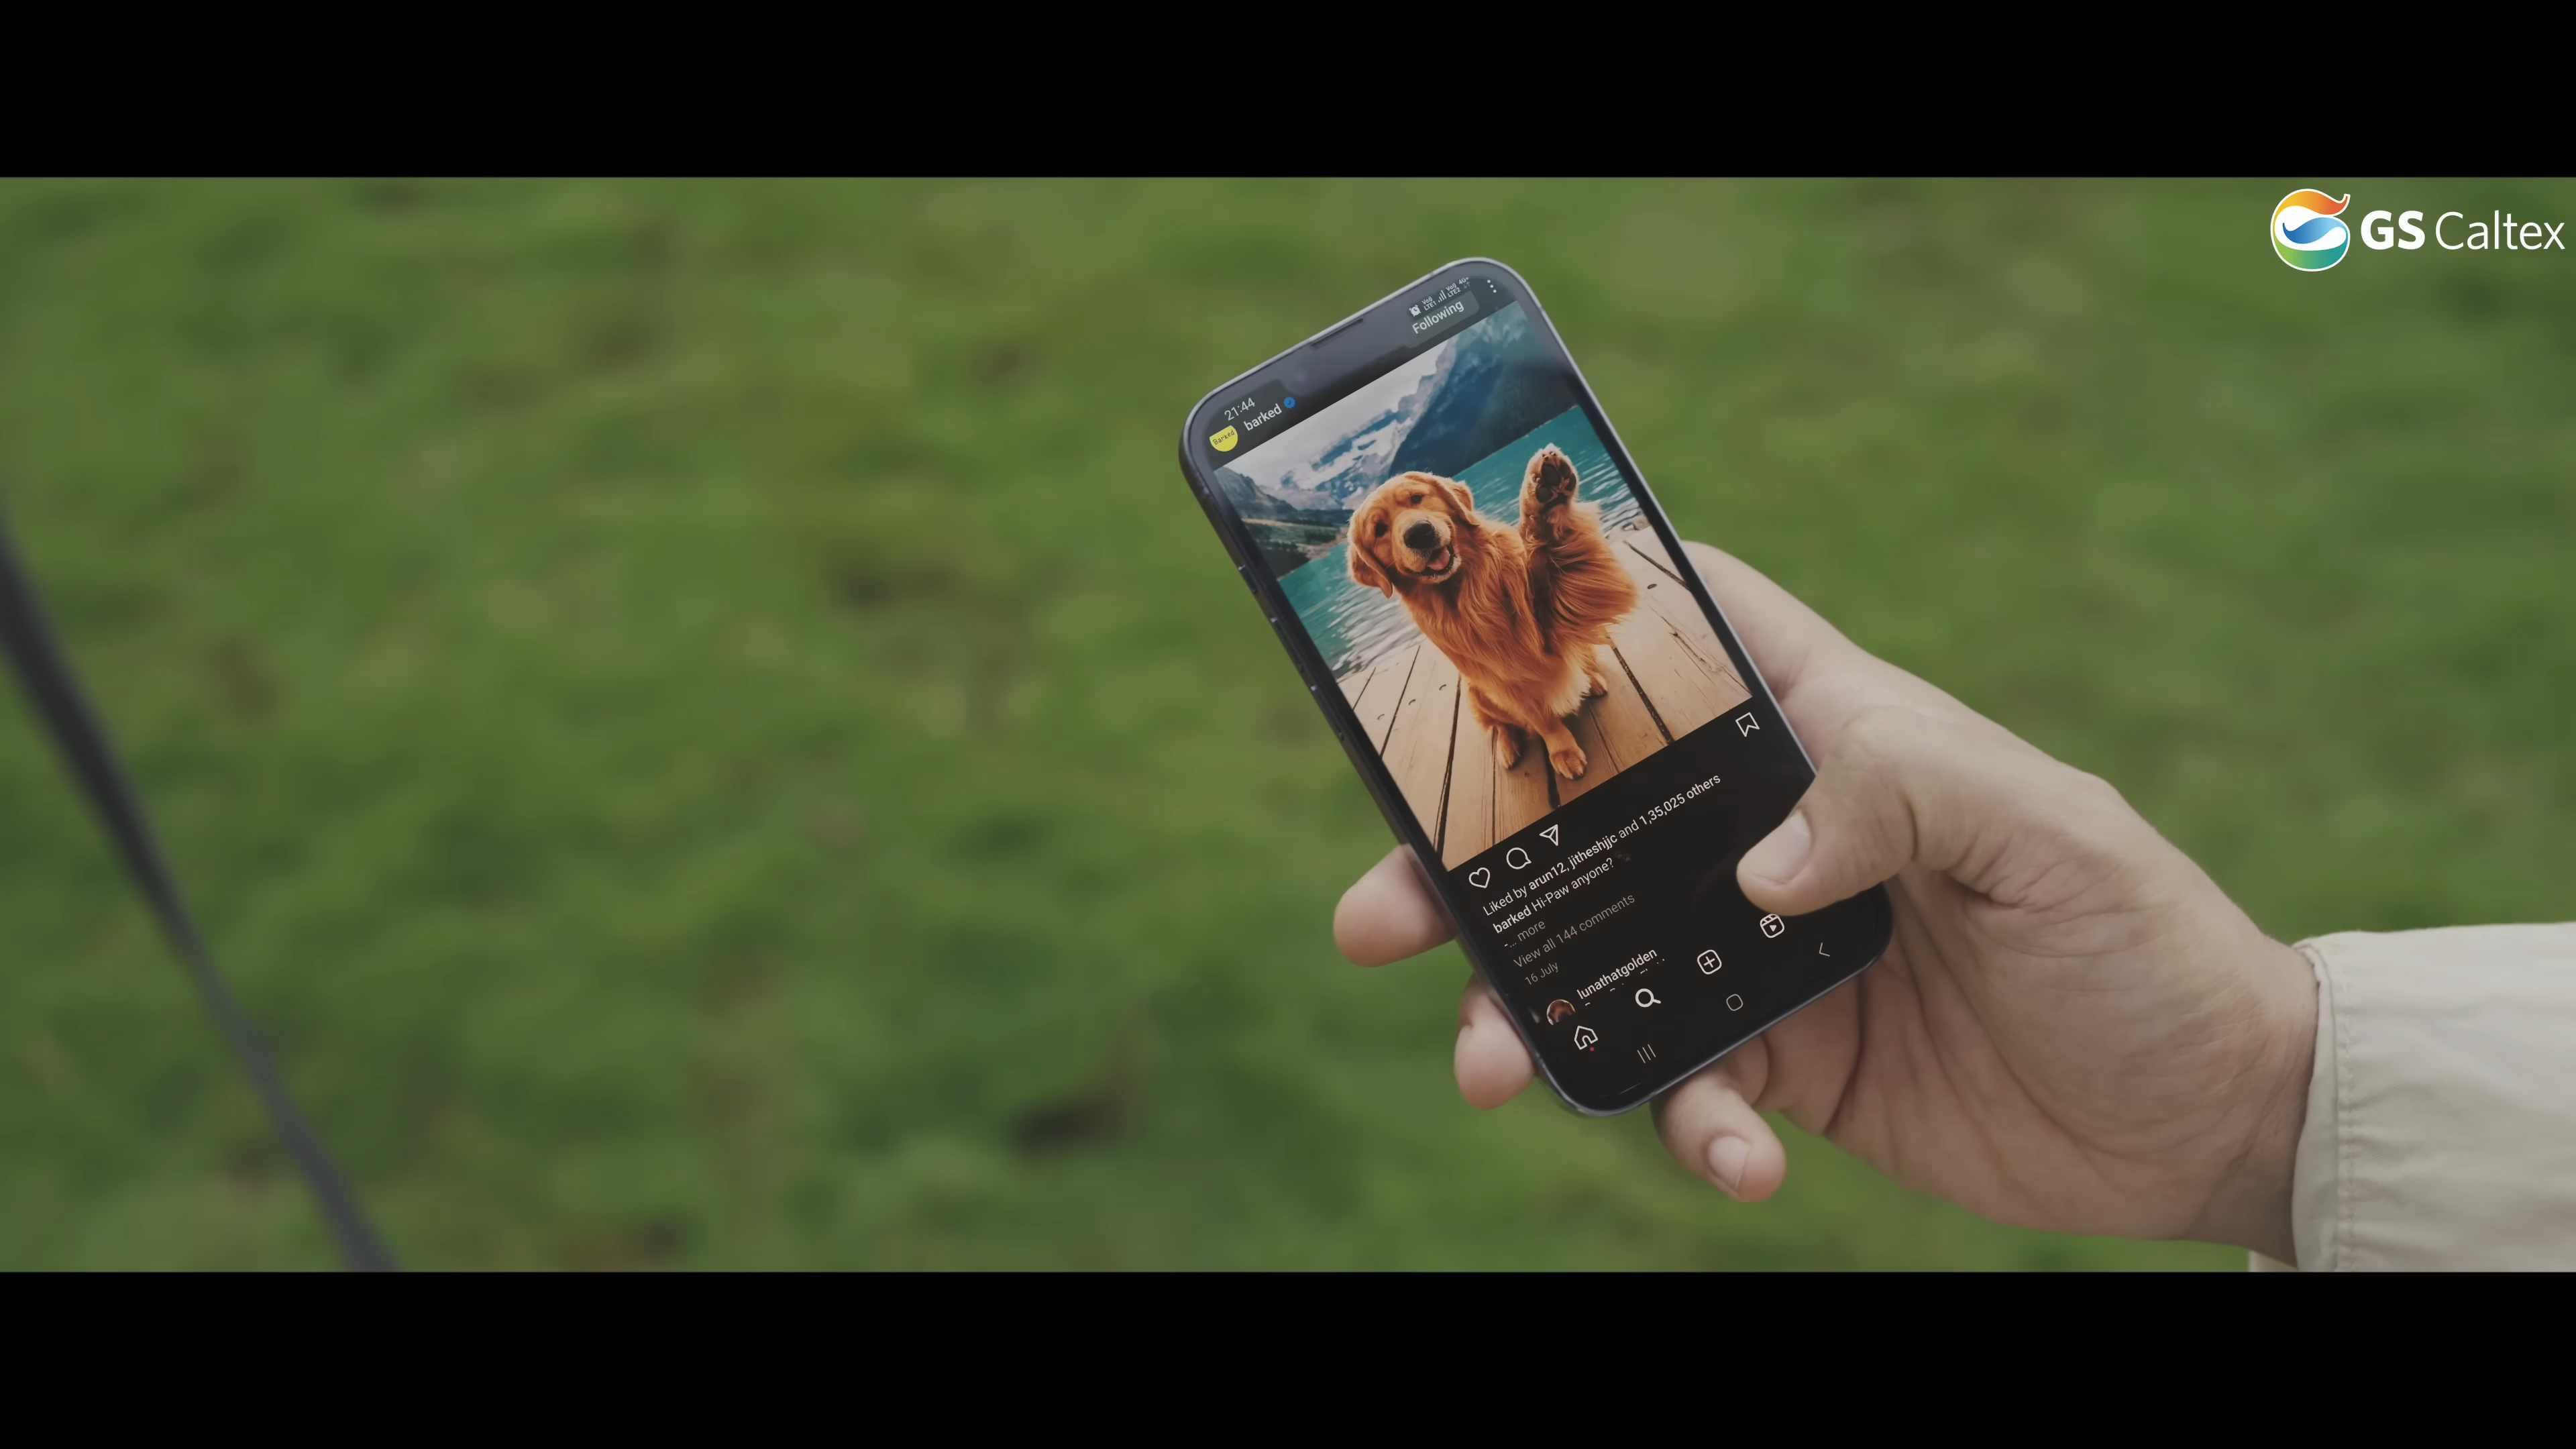 GS Caltex
21:44
Following
barked
Barked
Liked by arun12, jitheshjjc and 1,35,025 others
barked Hi-Paw anyone?
... more
View all 144 comments
16 July
lunathatgolden